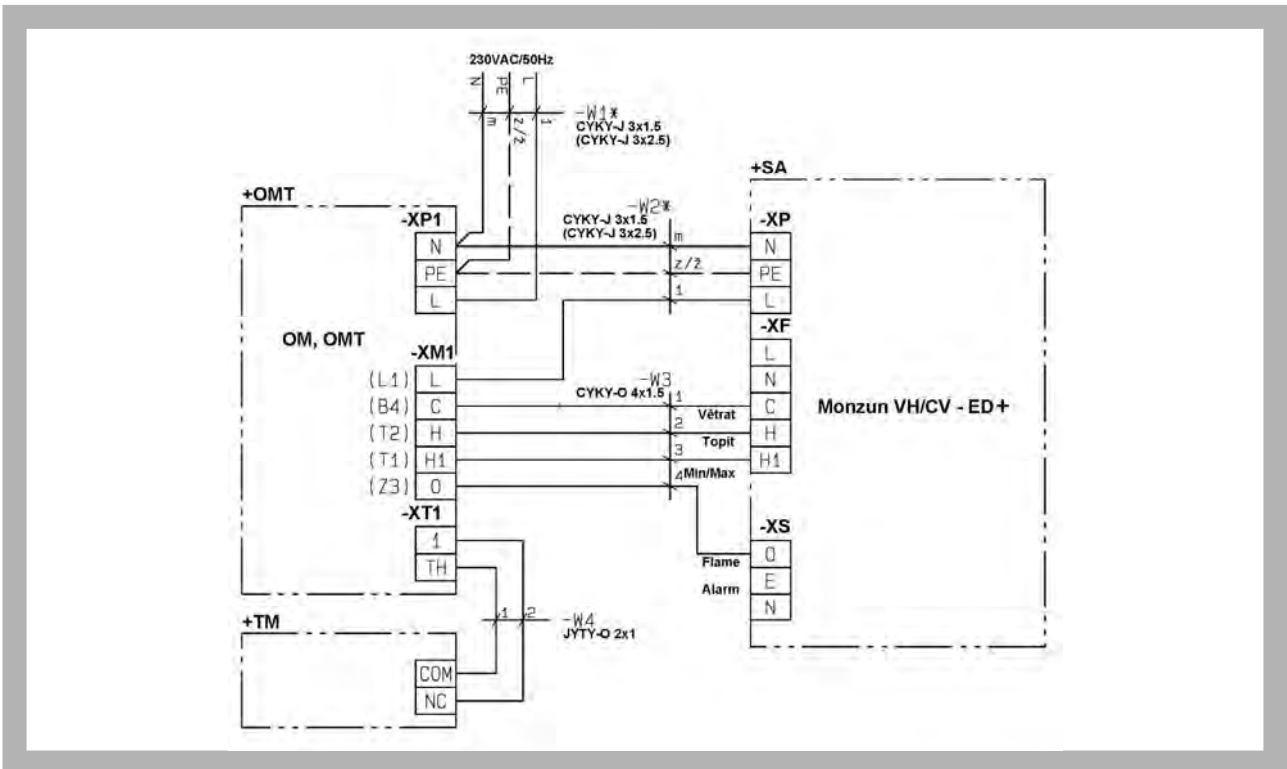 230VAC/50Hz
N PE L
-W1*
m z/ž 1
CYKY-J 3x1.5
(CYKY-J 3x2.5)
+SA
+OMT
-W2*
-XP1
CYKY-J 3x1.5
(CYKY-J 3x2.5)
-XP
N
m
N
PE
z/ž
PE
L
1
L
OM, OMT
-XF
L
-XM1
(L1) L
-W3
N
CYKY-O 4x1.5
(B4) C
1
Větrat
C
Monzun VH/CV - ED+
(T2) H
2
Topit
H
(T1) H1
3
H1
(Z3) O
4
Min/Max
-XT1
-XS
1
O
TH
Flame
E
Alarm
N
+TM
1 2
-W4
JYTY-O 2x1
COM
NC